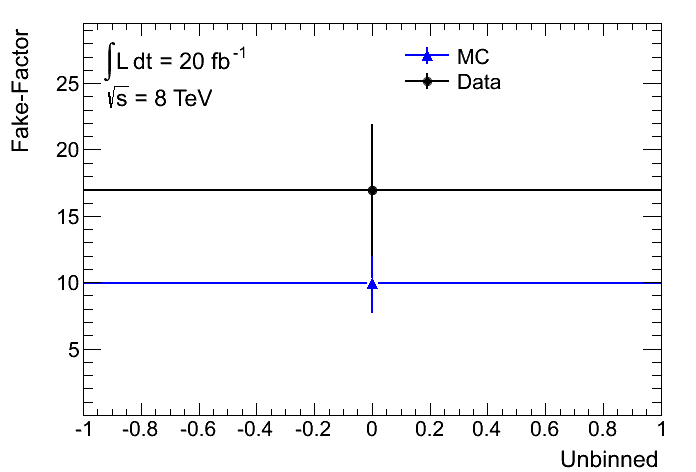 Fake-Factor
∫L dt = 20 fb⁻¹
√s = 8 TeV
MC
Data
25
20
15
10
5
-1 -0.8 -0.6 -0.4 -0.2 0 0.2 0.4 0.6 0.8 1
Unbinned